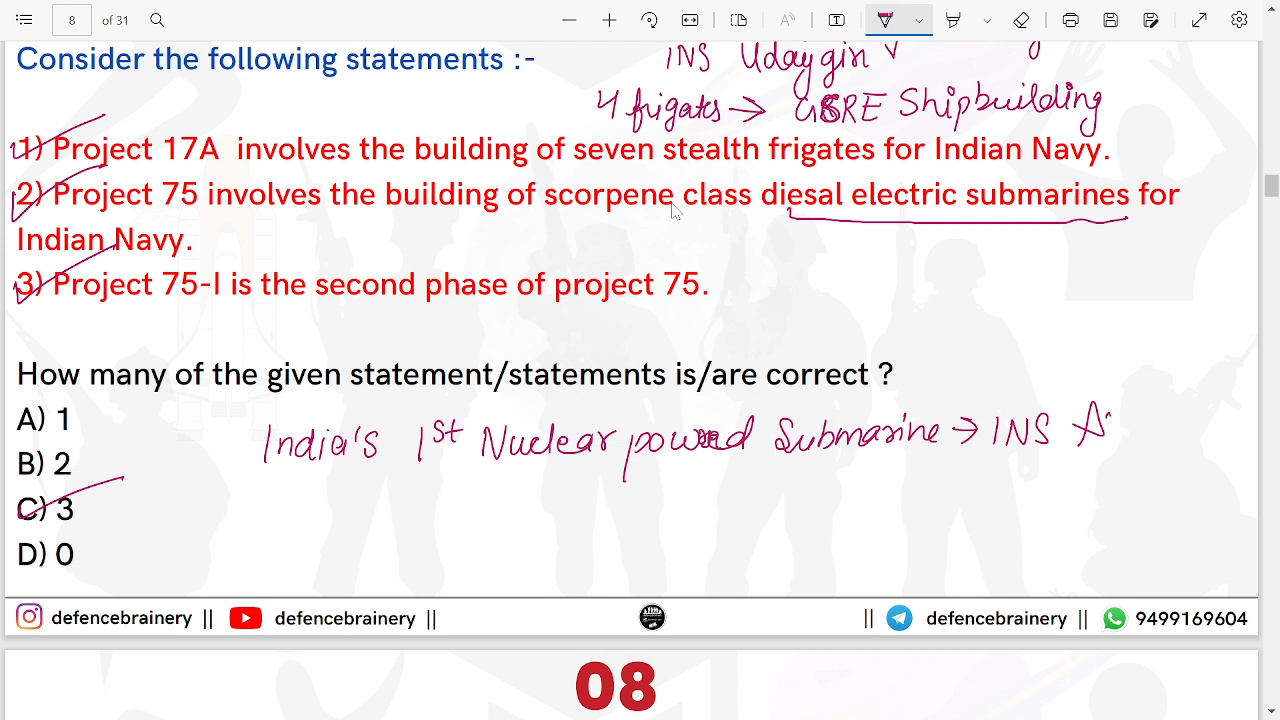 8 of 31
INS Udaygiri
Consider the following statements :-
4 frigates → GSRE Shipbuilding
1) Project 17A involves the building of seven stealth frigates for Indian Navy.
2) Project 75 involves the building of scorpene class diesal electric submarines for
Indian Navy.
3) Project 75-I is the second phase of project 75.
How many of the given statement/statements is/are correct ?
A) 1
India's 1st Nuclear powered Submarine → INS A
B) 2
C) 3
D) 0
defencebrainery || defencebrainery || || defencebrainery || 9499169604
08